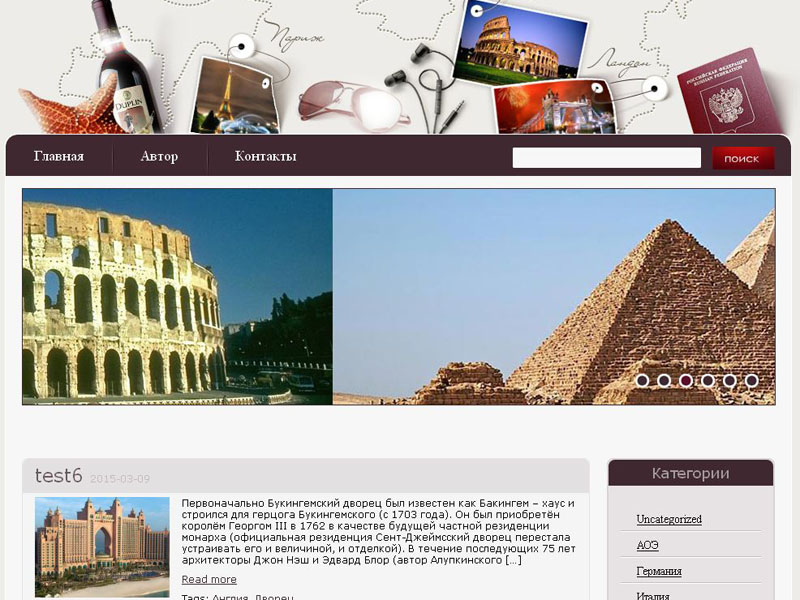 Париж
Лондон
DUPLIN
РОССИЙСКАЯ ФЕДЕРАЦИЯ
RUSSIAN FEDERATION
Главная
Автор
Контакты
поиск
test6 2015-03-09
Первоначально Букингемский дворец был известен как Бакингем – хаус и
строился для герцога Букингемского (с 1703 года). Он был приобретён
королём Георгом III в 1762 в качестве будущей частной резиденции
монарха (официальная резиденция Сент-Джеймсский дворец перестала
устраивать его и величиной, и отделкой). В течение последующих 75 лет
архитекторы Джон Нэш и Эдвард Блор (автор Алупкинского [...]
Read more
Tags: Англия, Дворец
Категории
Uncategorized
АОЭ
Германия
Италия